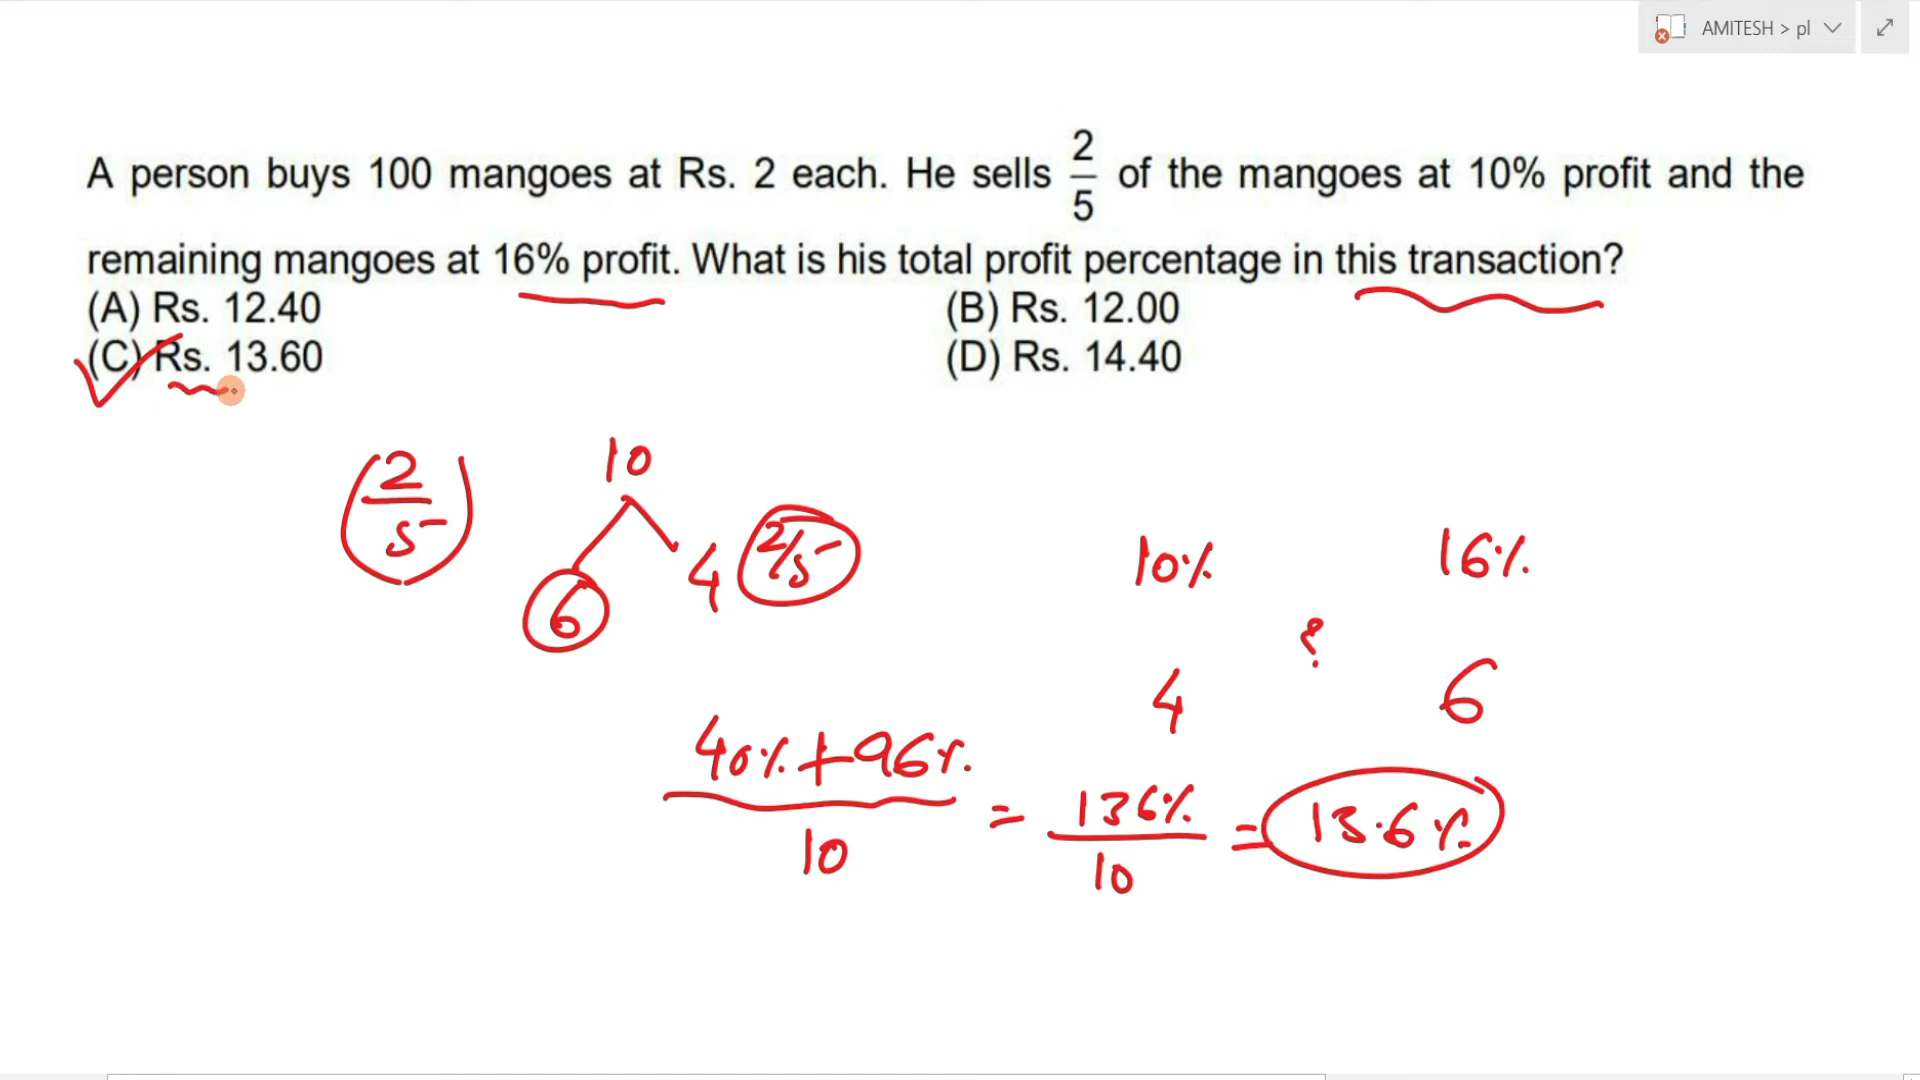 AMITESH > pl
A person buys 100 mangoes at Rs. 2 each. He sells 2/5 of the mangoes at 10% profit and the
remaining mangoes at 16% profit. What is his total profit percentage in this transaction?
(A) Rs. 12.40 (B) Rs. 12.00
(C) Rs. 13.60 (D) Rs. 14.40
2/5 10
6 4 2/5 10% 16%
?
4 6
40% + 96% / 10 = 136% / 10 = 13.6%